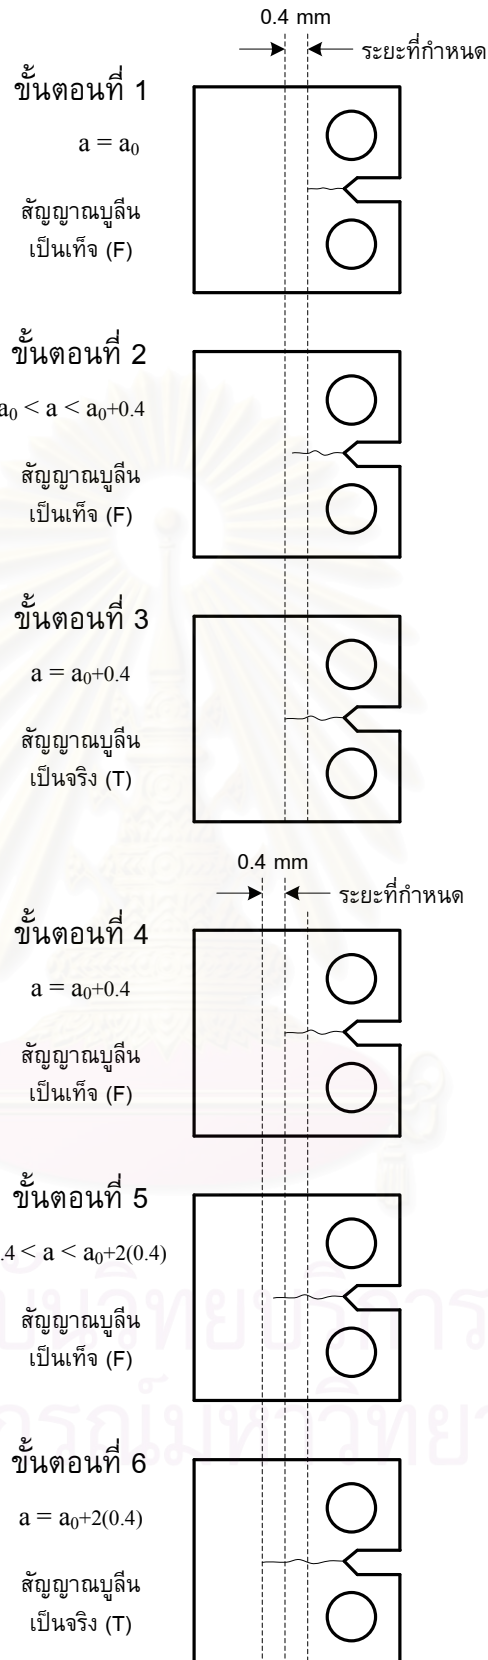 0.4 mm
ระยะที่กำหนด
ขั้นตอนที่ 1
a = a₀
สัญญาณบูลีน
เป็นเท็จ (F)
ขั้นตอนที่ 2
a₀ < a < a₀+0.4
สัญญาณบูลีน
เป็นเท็จ (F)
ขั้นตอนที่ 3
a = a₀+0.4
สัญญาณบูลีน
เป็นจริง (T)
0.4 mm
ระยะที่กำหนด
ขั้นตอนที่ 4
a = a₀+0.4
สัญญาณบูลีน
เป็นเท็จ (F)
ขั้นตอนที่ 5
.4 < a < a₀+2(0.4)
สัญญาณบูลีน
เป็นเท็จ (F)
ขั้นตอนที่ 6
a = a₀+2(0.4)
สัญญาณบูลีน
เป็นจริง (T)